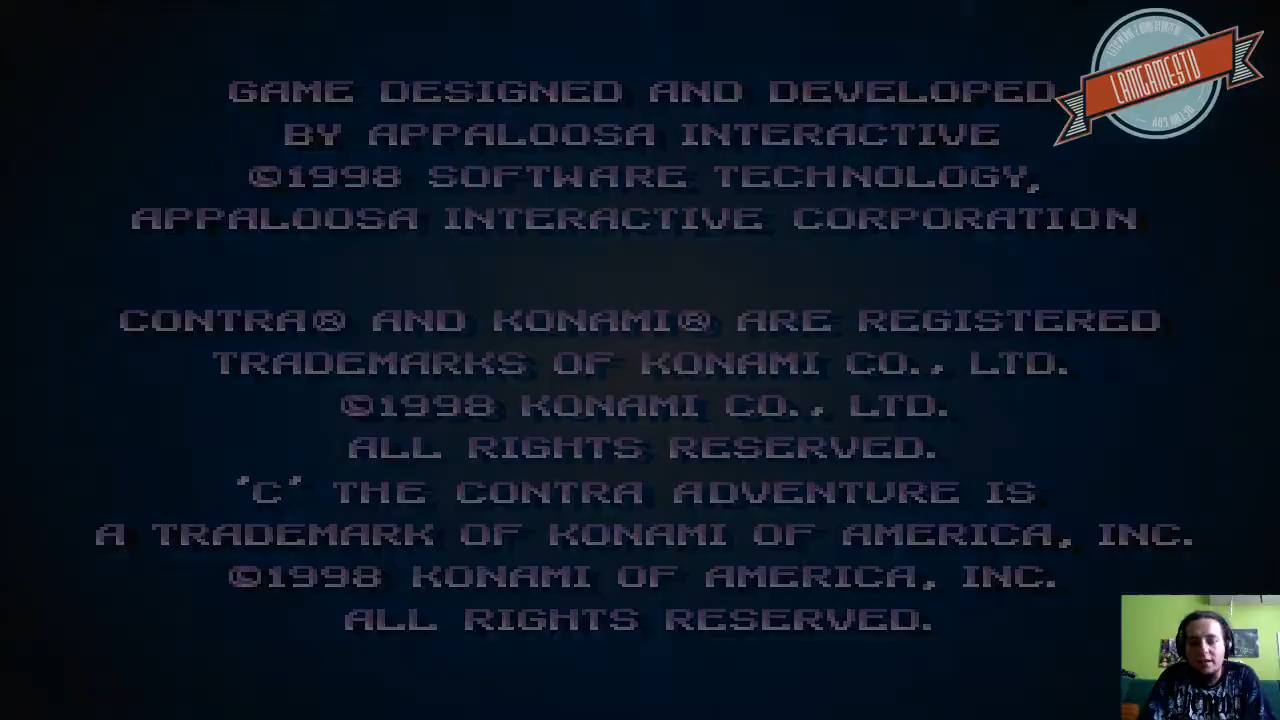 GAME DESIGNED AND DEVELOPED
BY APPALOOSA INTERACTIVE
©1998 SOFTWARE TECHNOLOGY,
APPALOOSA INTERACTIVE CORPORATION
CONTRA® AND KONAMI® ARE REGISTERED
TRADEMARKS OF KONAMI CO., LTD.
©1998 KONAMI CO., LTD.
ALL RIGHTS RESERVED.
"C" THE CONTRA ADVENTURE IS
A TRADEMARK OF KONAMI OF AMERICA, INC.
©1998 KONAMI OF AMERICA, INC.
ALL RIGHTS RESERVED.
LAMGAMESTV